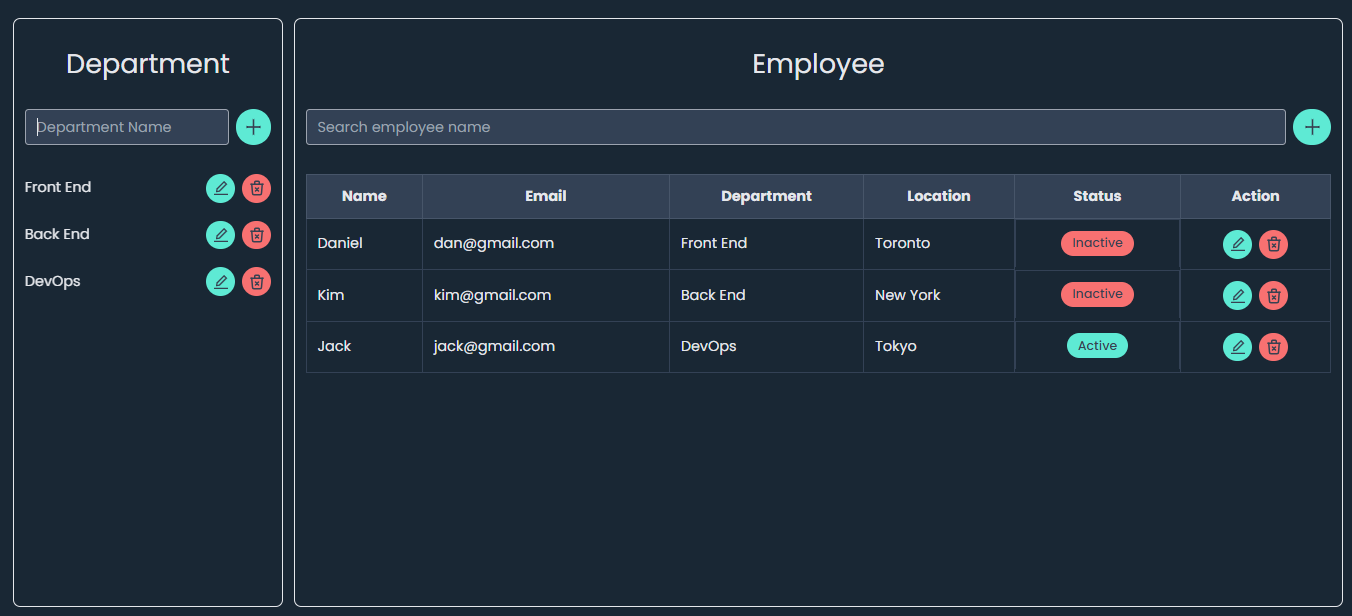 Department
Department Name
Front End
Back End
DevOps
Employee
Search employee name
Name Email Department Location Status Action
Daniel dan@gmail.com Front End Toronto Inactive
Kim kim@gmail.com Back End New York Inactive
Jack jack@gmail.com DevOps Tokyo Active